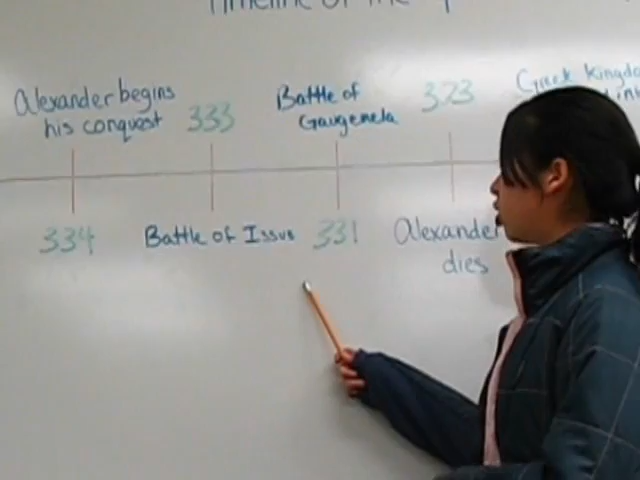 Timeline of the
Alexander begins
his conquest
333
Battle of
Gaugemela
323
Greek Kingdo
334
Battle of Issus
331
Alexander
dies